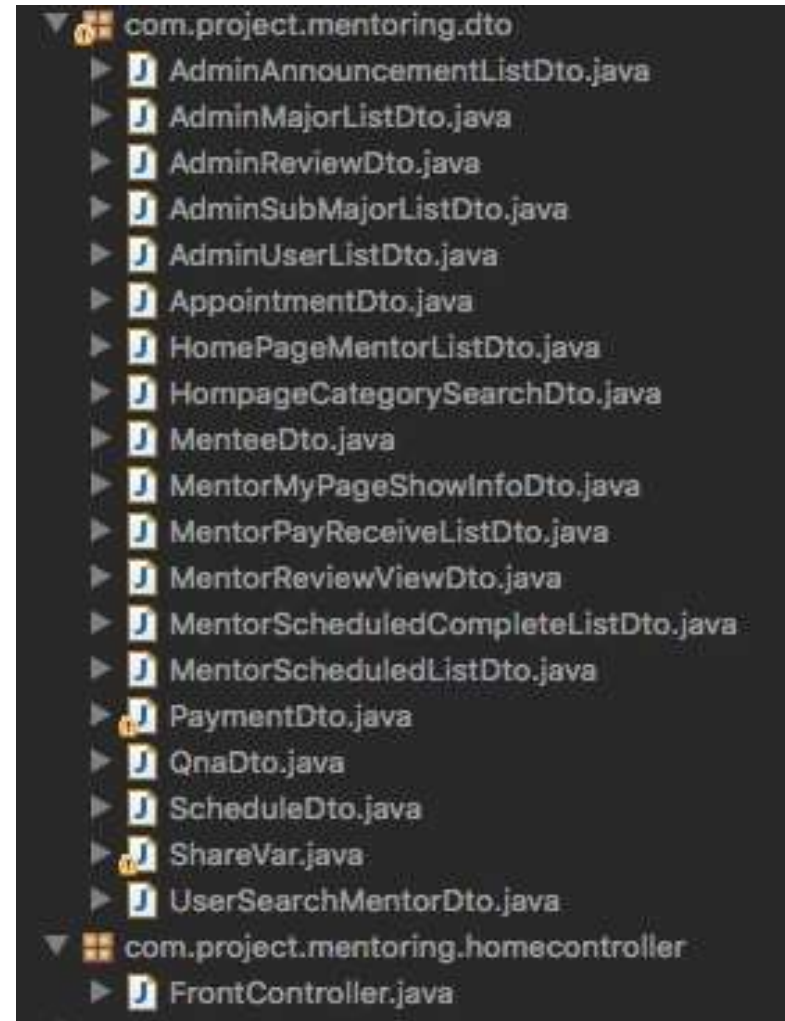 com.project.mentoring.dto
AdminAnnouncementListDto.java
AdminMajorListDto.java
AdminReviewDto.java
AdminSubMajorListDto.java
AdminUserListDto.java
AppointmentDto.java
HomePageMentorListDto.java
HompageCategorySearchDto.java
MenteeDto.java
MentorMyPageShowInfoDto.java
MentorPayReceiveListDto.java
MentorReviewViewDto.java
MentorScheduledCompleteListDto.java
MentorScheduledListDto.java
PaymentDto.java
QnaDto.java
ScheduleDto.java
ShareVar.java
UserSearchMentorDto.java
com.project.mentoring.homecontroller
FrontController.java